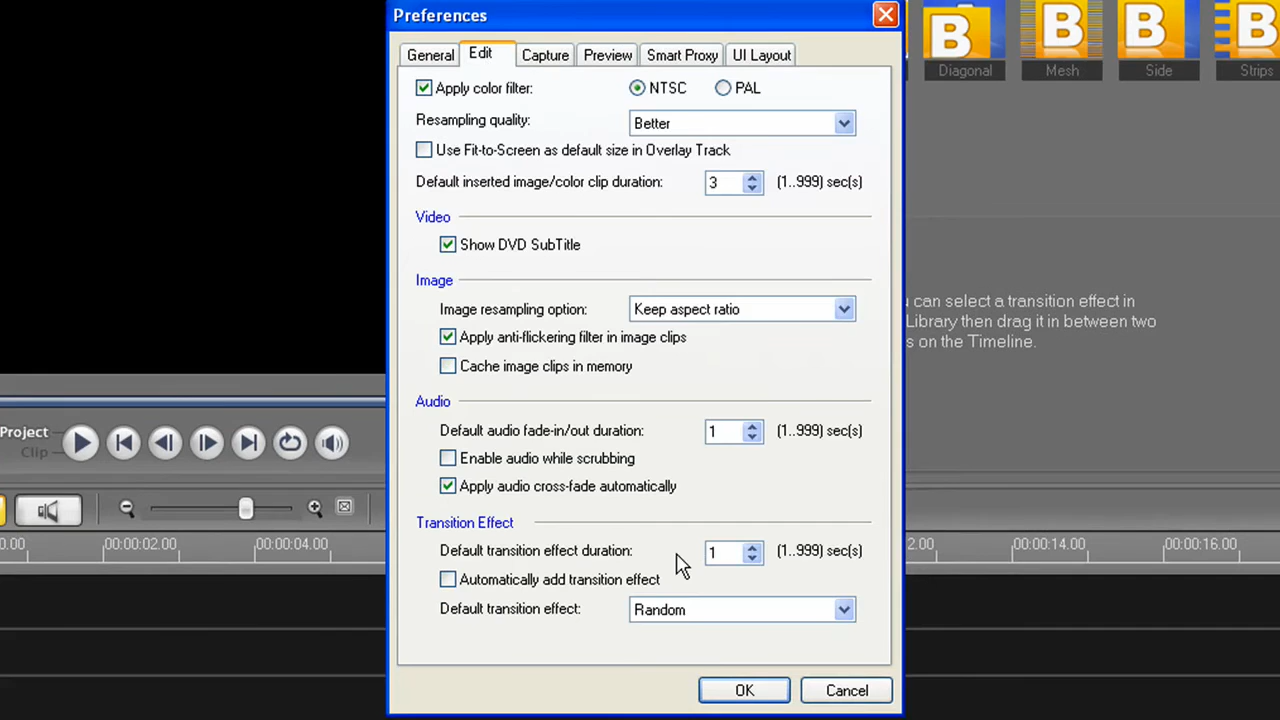 Preferences
General Edit Capture Preview Smart Proxy UI Layout
Apply color filter: NTSC PAL
Resampling quality: Better
Use Fit-to-Screen as default size in Overlay Track
Default inserted image/color clip duration: 3 (1..999) sec(s)
Video
Show DVD SubTitle
Image
Image resampling option: Keep aspect ratio
Apply anti-flickering filter in image clips
Cache image clips in memory
Audio
Default audio fade-in/out duration: 1 (1..999) sec(s)
Enable audio while scrubbing
Apply audio cross-fade automatically
Transition Effect
Default transition effect duration: 1 (1..999) sec(s)
Automatically add transition effect
Default transition effect: Random
OK Cancel
B B B B
Diagonal Mesh Side Strips
can select a transition effect in
Library then drag it in between two
on the Timeline.
Project
Clip
0.00 00:00:02.00 00:00:04.00 2.00 00:00:14.00 00:00:16.00